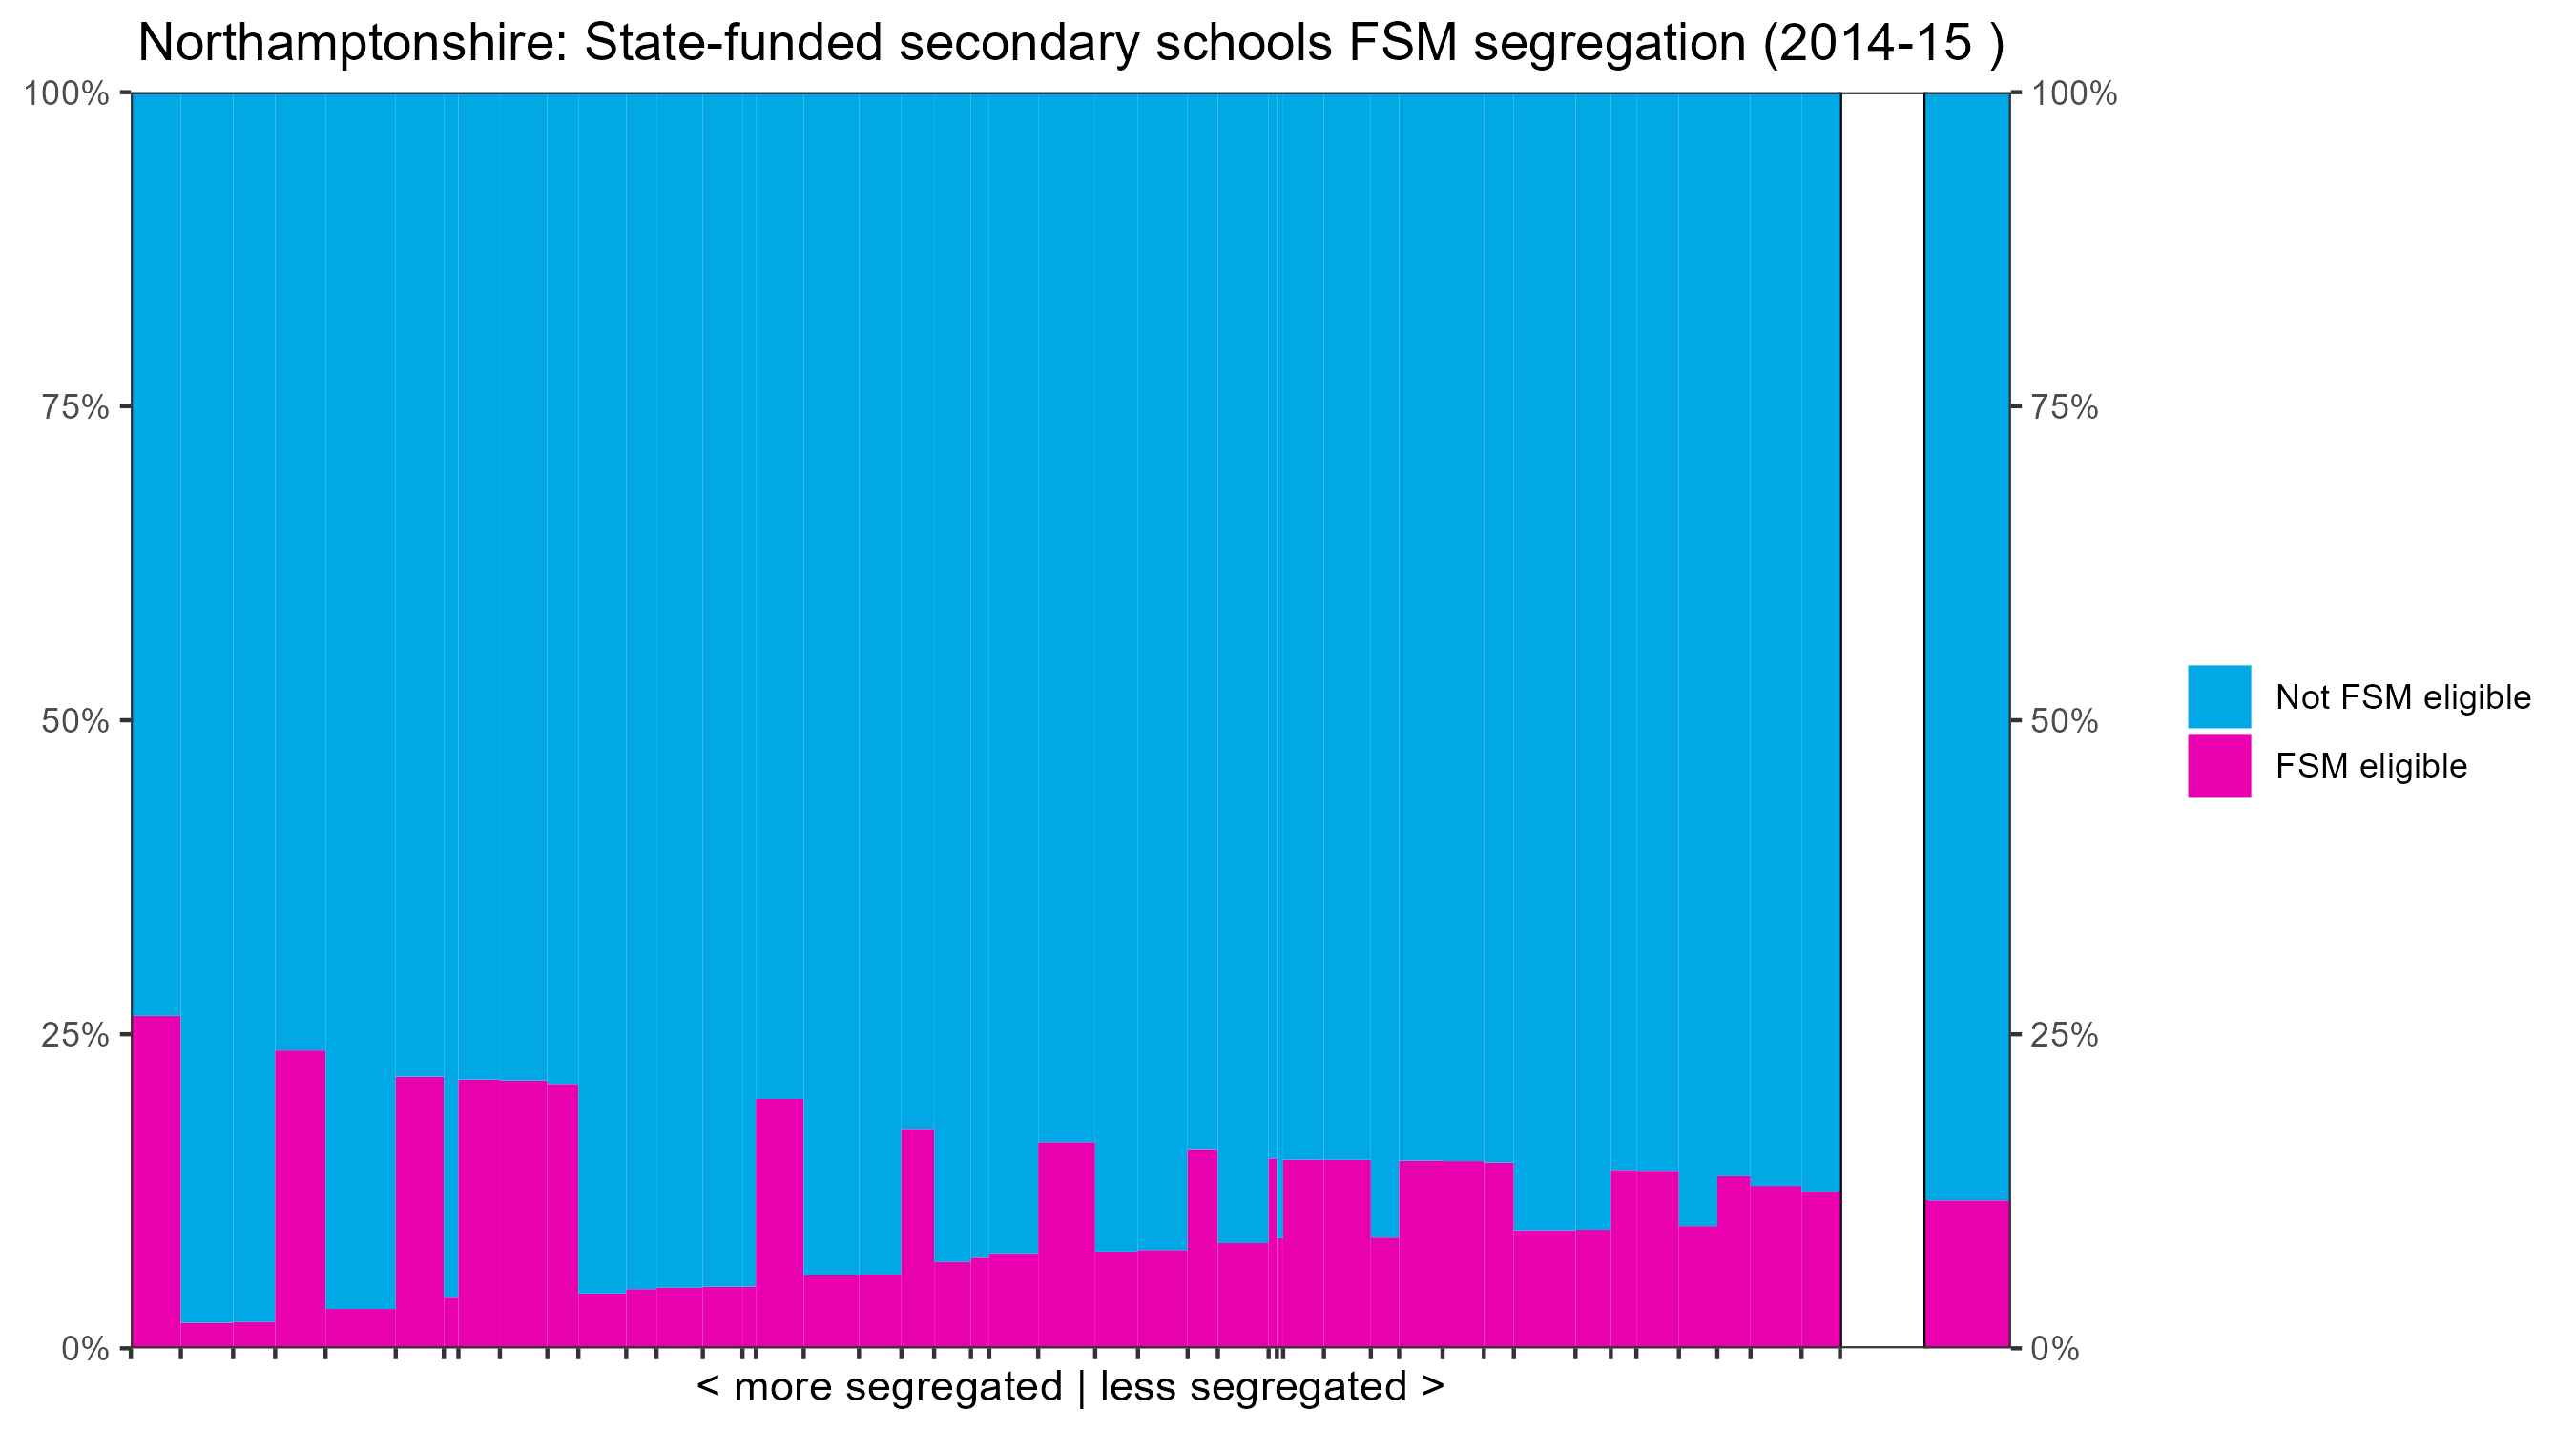 Northamptonshire: State-funded secondary schools FSM segregation (2014-15 )
100%
75%
50%
25%
0%
100%
75%
50%
25%
0%
< more segregated | less segregated >
Not FSM eligible
FSM eligible